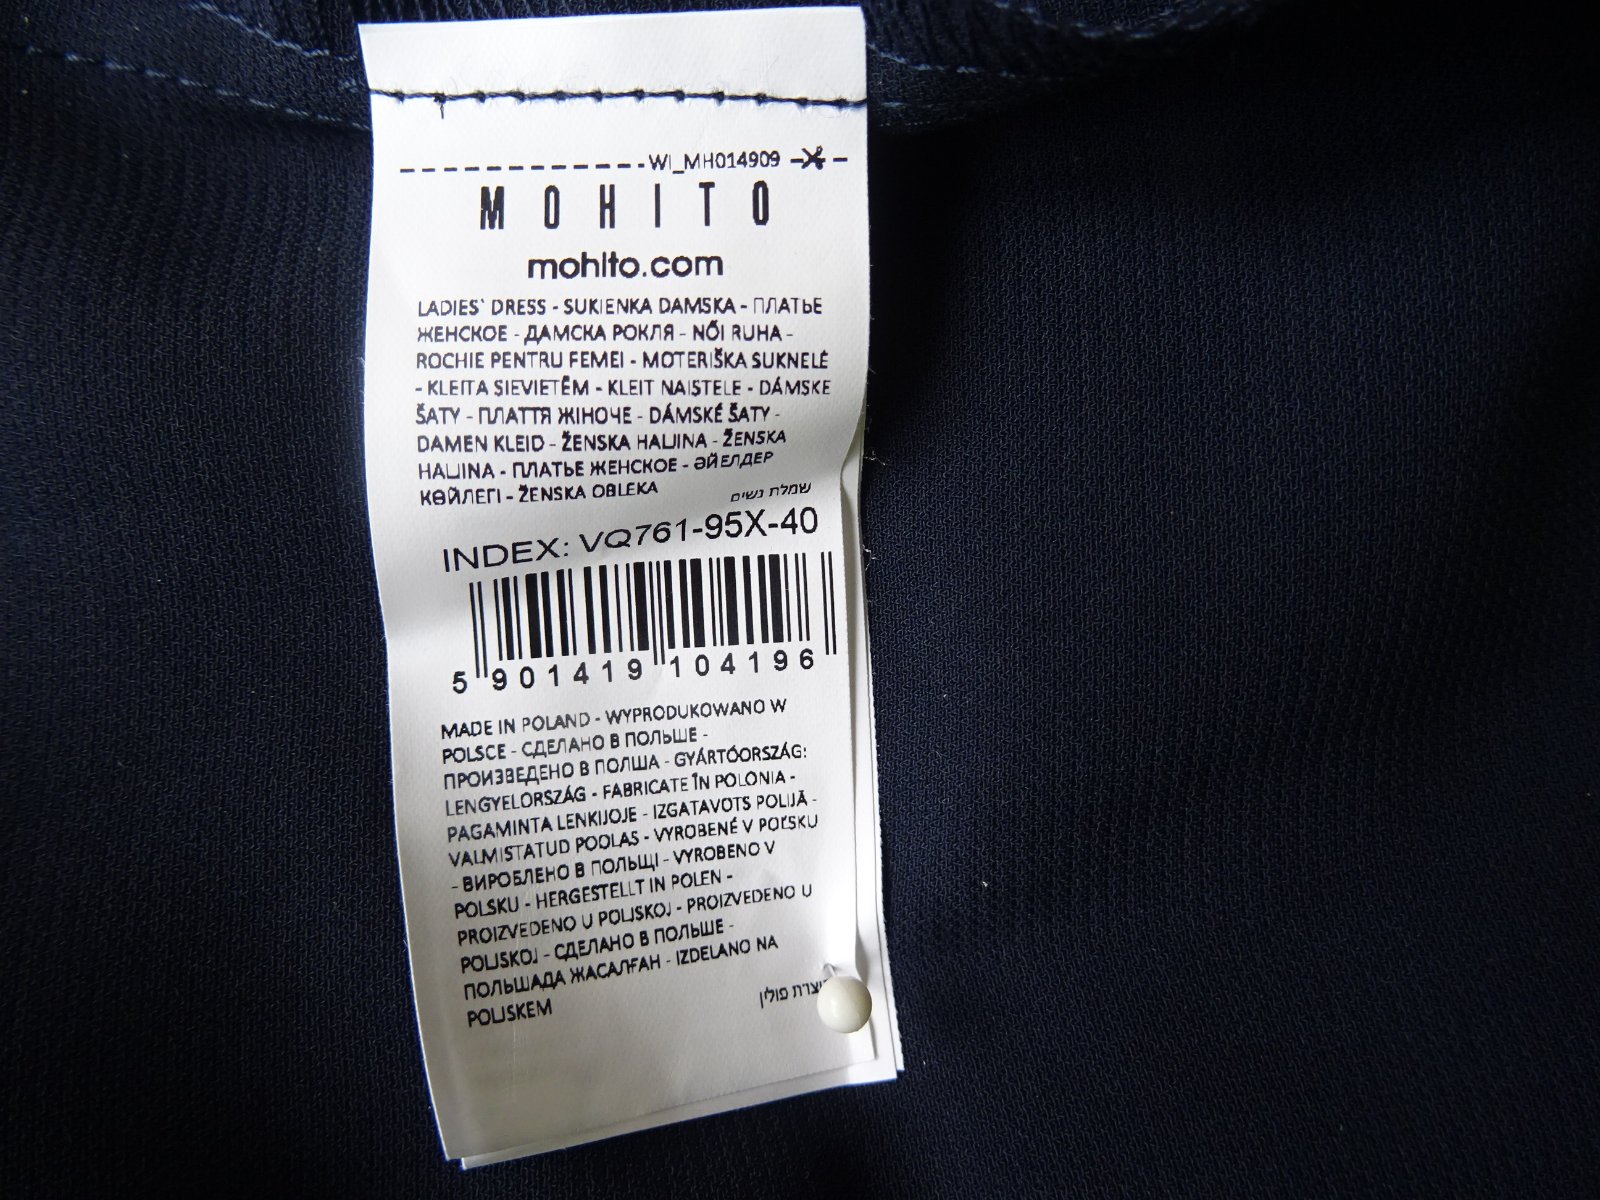 WI_MH014909
MOHITO
mohito.com
LADIES` DRESS - SUKIENKA DAMSKA - ПЛАТЬЕ
ЖЕНСКОЕ - ДАМСКА РОКЛЯ - NŐI RUHA -
ROCHIE PENTRU FEMEI - MOTERIŠKA SUKNELĖ
- KLEITA SIEVIETĒM - KLEIT NAISTELE - DÁMSKE
ŠATY - ПЛАТТЯ ЖІНОЧЕ - DÁMSKÉ ŠATY -
DAMEN KLEID - ŽENSKA HALJINA - ŽENSKA
HALJINA - ПЛАТЬЕ ЖЕНСКОЕ - ӘЙЕЛДЕР
КӨЙЛЕГІ - ŽENSKA OBLEKA
שמלת נשים
INDEX: VQ761-95X-40
5 901419 104196
MADE IN POLAND - WYPRODUKOWANO W
POLSCE - СДЕЛАНО В ПОЛЬШЕ -
ПРОИЗВЕДЕНО В ПОЛША - GYÁRTÓORSZÁG:
LENGYELORSZÁG - FABRICATE ÎN POLONIA -
PAGAMINTA LENKIJOJE - IZGATAVOTS POLIJĀ -
VALMISTATUD POOLAS - VYROBENÉ V POĽSKU
- ВИРОБЛЕНО В ПОЛЬЩІ - VYROBENO V
POLSKU - HERGESTELLT IN POLEN -
PROIZVEDENO U POLJSKOJ - PROIZVEDENO U
POLJSKOJ - СДЕЛАНО В ПОЛЬШЕ -
ПОЛЬШАДА ЖАСАЛҒАН - IZDELANO NA
POLJSKEM
פולין